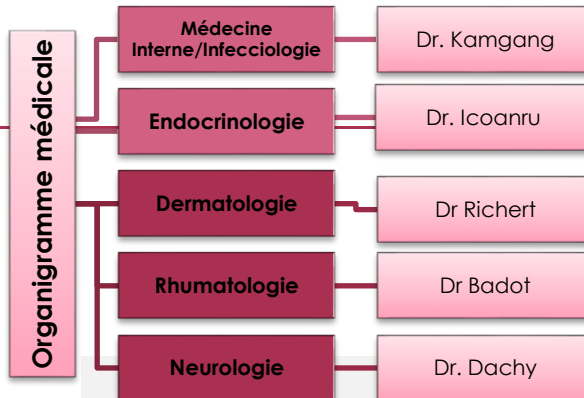 Organigramme médicale
Médecine
Interne/Infecciologie
Dr. Kamgang
Endocrinologie
Dr. Icoanru
Dermatologie
Dr Richert
Rhumatologie
Dr Badot
Neurologie
Dr. Dachy